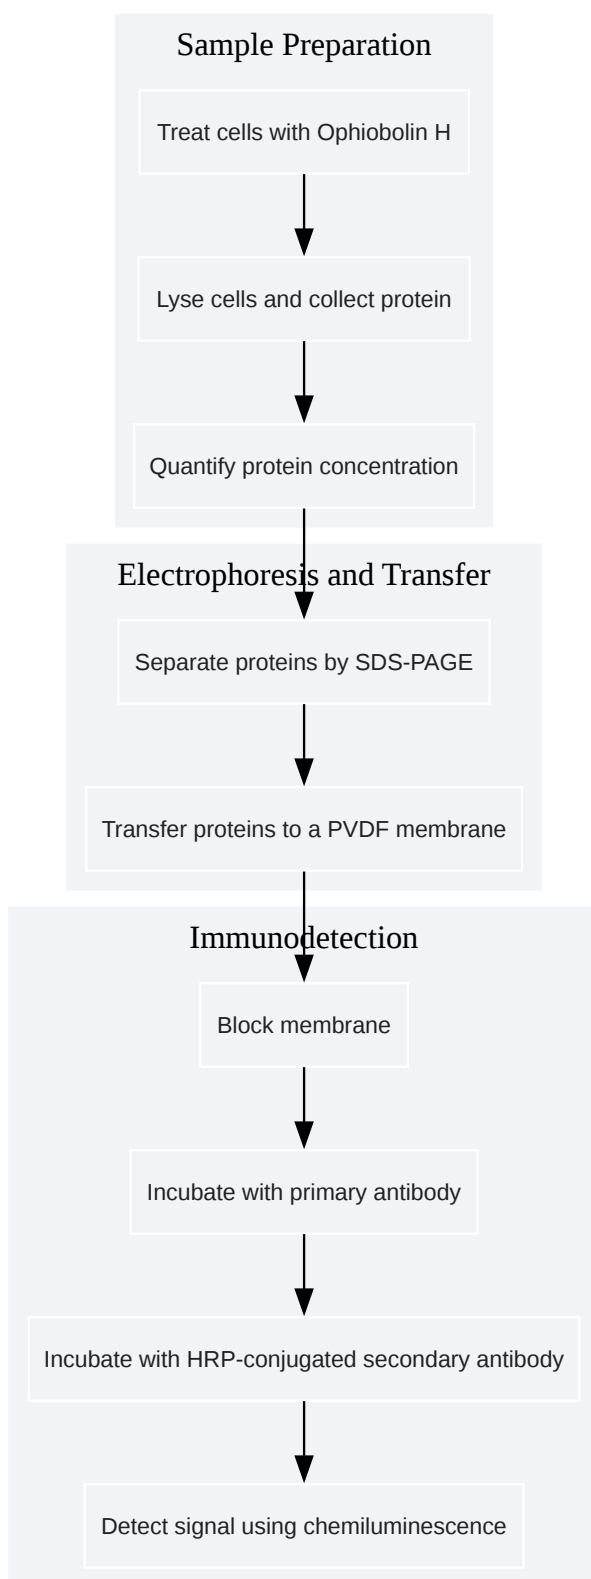 Sample Preparation
Treat cells with Ophiobolin H
Lyse cells and collect protein
Quantify protein concentration
Electrophoresis and Transfer
Separate proteins by SDS-PAGE
Transfer proteins to a PVDF membrane
Immunodetection
Block membrane
Incubate with primary antibody
Incubate with HRP-conjugated secondary antibody
Detect signal using chemiluminescence